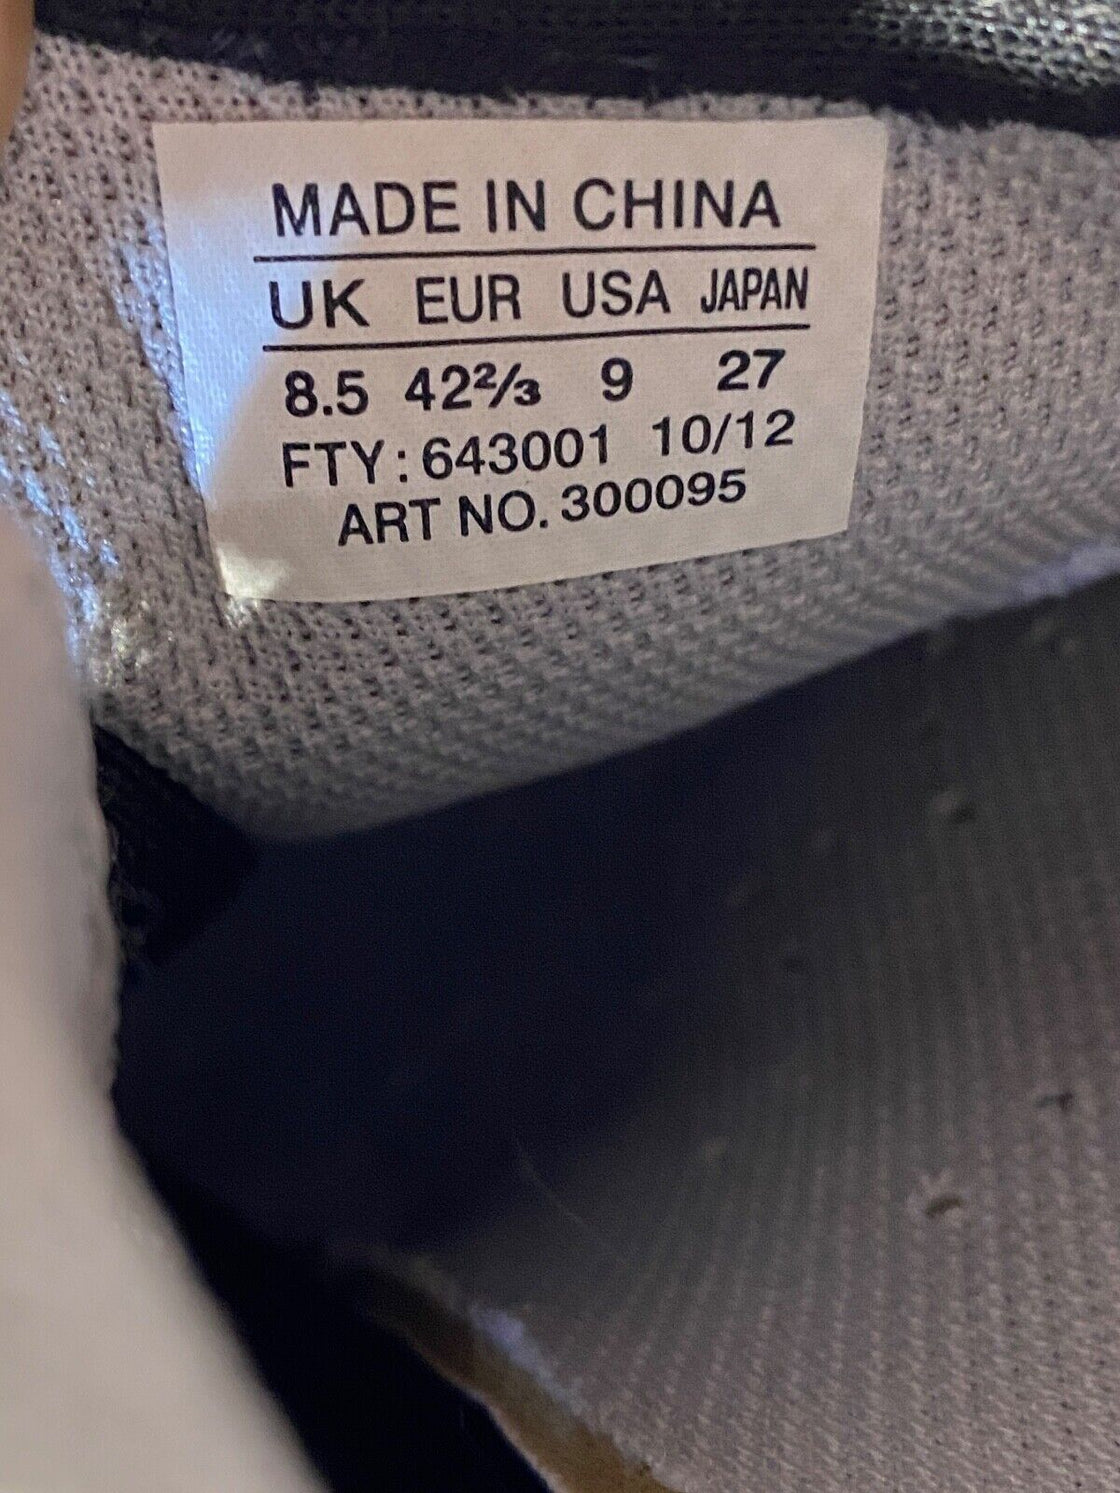 MADE IN CHINA
UK EUR USA JAPAN
8.5 42⅔ 9 27
FTY: 643001 10/12
ART NO. 300095